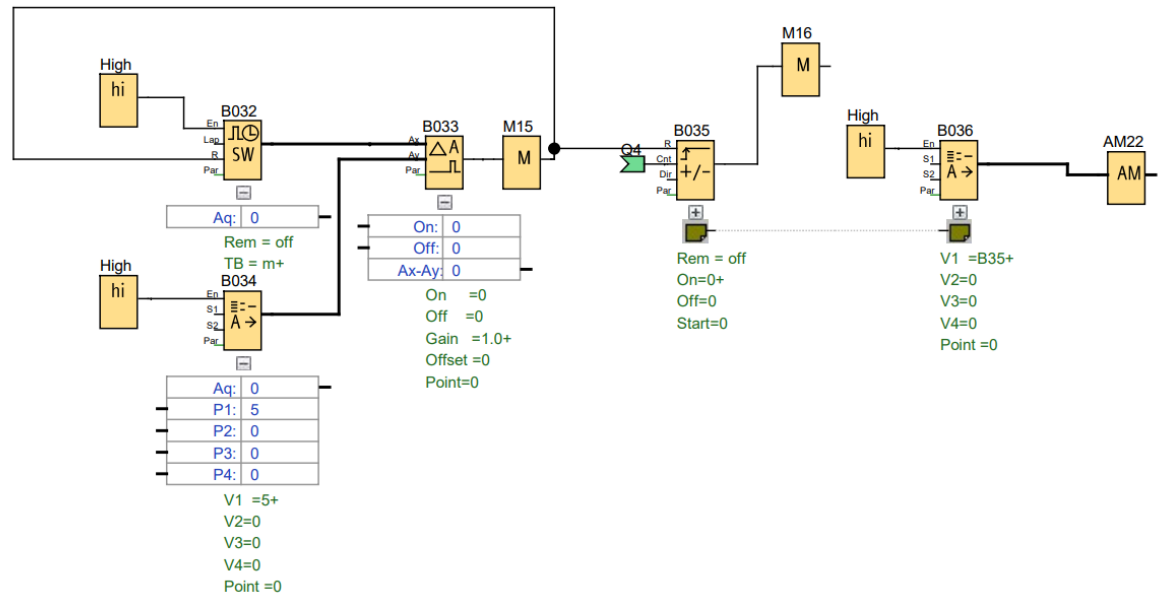 High
hi
B032
En
Lap
R
Par
SW
Aq: 0
Rem = off
TB = m+
High
hi
B034
En
S1
S2
Par
A→
Aq: 0
P1: 5
P2: 0
P3: 0
P4: 0
V1 =5+
V2=0
V3=0
V4=0
Point =0
B033
Ax
Ay
Par
△A
On: 0
Off: 0
Ax-Ay: 0
On =0
Off =0
Gain =1.0+
Offset =0
Point=0
M15
M
Q4
B035
R
Cnt
Dir
Par
+/-
Rem = off
On=0+
Off=0
Start=0
M16
M
High
hi
B036
En
S1
S2
Par
A→
V1 =B35+
V2=0
V3=0
V4=0
Point =0
AM22
AM